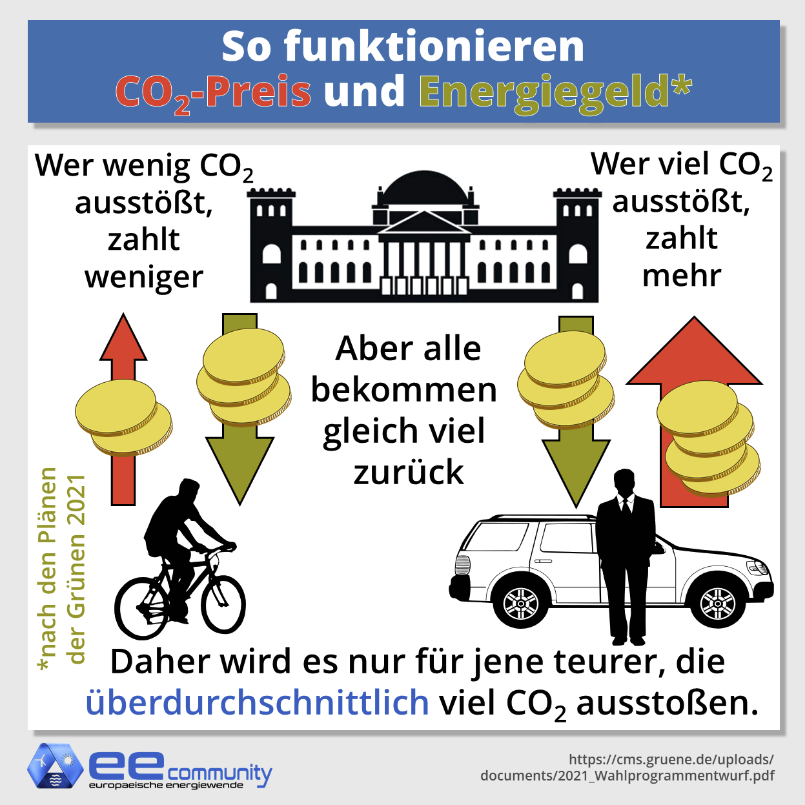 So funktionieren
CO₂-Preis und Energiegeld*
Wer wenig CO₂
ausstößt,
zahlt
weniger
Wer viel CO₂
ausstößt,
zahlt
mehr
Aber alle
bekommen
gleich viel
zurück
*nach den Plänen
der Grünen 2021
Daher wird es nur für jene teurer, die
überdurchschnittlich viel CO₂ ausstoßen.
ee community
europaeische energiewende
https://cms.gruene.de/uploads/
documents/2021_Wahlprogrammentwurf.pdf